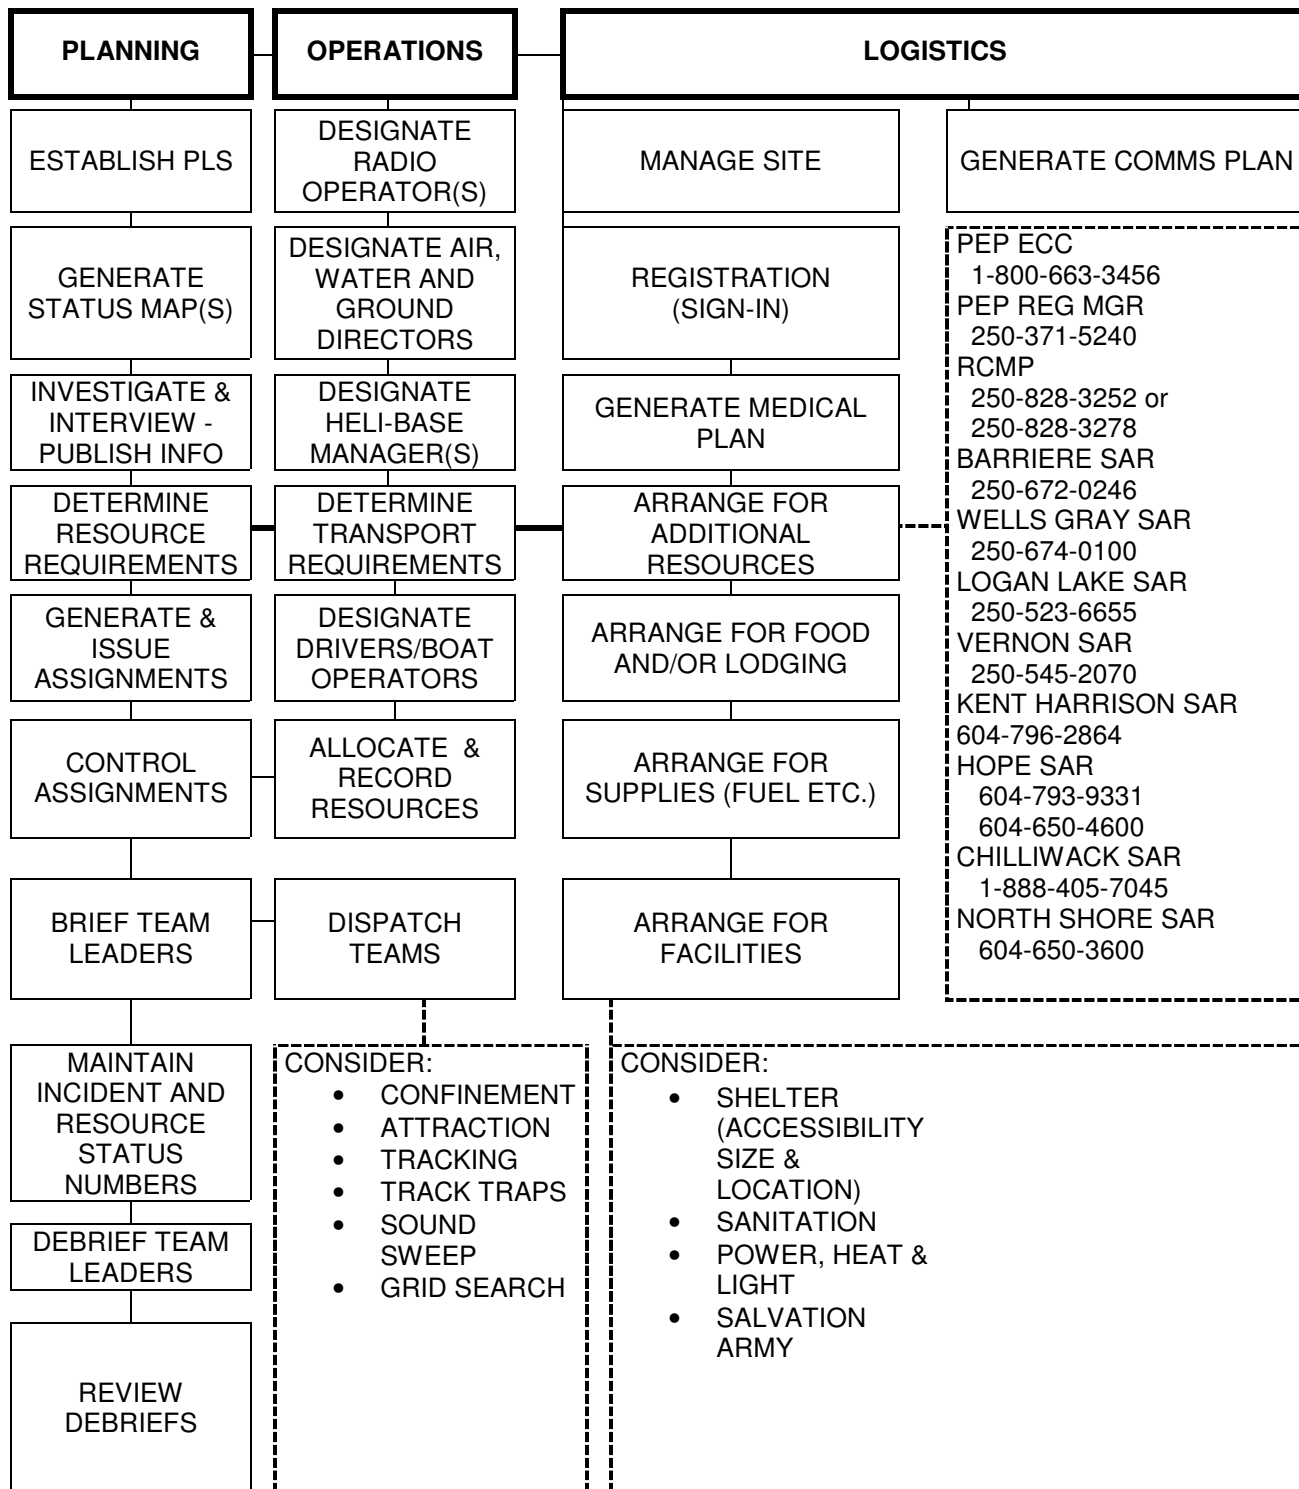 PLANNING
OPERATIONS
LOGISTICS
ESTABLISH PLS
DESIGNATE
RADIO
OPERATOR(S)
MANAGE SITE
GENERATE COMMS PLAN
GENERATE
STATUS MAP(S)
DESIGNATE AIR,
WATER AND
GROUND
DIRECTORS
REGISTRATION
(SIGN-IN)
INVESTIGATE &
INTERVIEW -
PUBLISH INFO
DESIGNATE
HELI-BASE
MANAGER(S)
GENERATE MEDICAL
PLAN
DETERMINE
RESOURCE
REQUIREMENTS
DETERMINE
TRANSPORT
REQUIREMENTS
ARRANGE FOR
ADDITIONAL
RESOURCES
GENERATE &
ISSUE
ASSIGNMENTS
DESIGNATE
DRIVERS/BOAT
OPERATORS
ARRANGE FOR FOOD
AND/OR LODGING
CONTROL
ASSIGNMENTS
ALLOCATE &
RECORD
RESOURCES
ARRANGE FOR
SUPPLIES (FUEL ETC.)
BRIEF TEAM
LEADERS
DISPATCH
TEAMS
ARRANGE FOR
FACILITIES
PEP ECC
1-800-663-3456
PEP REG MGR
250-371-5240
RCMP
250-828-3252 or
250-828-3278
BARRIERE SAR
250-672-0246
WELLS GRAY SAR
250-674-0100
LOGAN LAKE SAR
250-523-6655
VERNON SAR
250-545-2070
KENT HARRISON SAR
604-796-2864
HOPE SAR
604-793-9331
604-650-4600
CHILLIWACK SAR
1-888-405-7045
NORTH SHORE SAR
604-650-3600
MAINTAIN
INCIDENT AND
RESOURCE
STATUS
NUMBERS
DEBRIEF TEAM
LEADERS
REVIEW
DEBRIEFS
CONSIDER:
• CONFINEMENT
• ATTRACTION
• TRACKING
• TRACK TRAPS
• SOUND
SWEEP
• GRID SEARCH
CONSIDER:
• SHELTER
(ACCESSIBILITY
SIZE &
LOCATION)
• SANITATION
• POWER, HEAT &
LIGHT
• SALVATION
ARMY